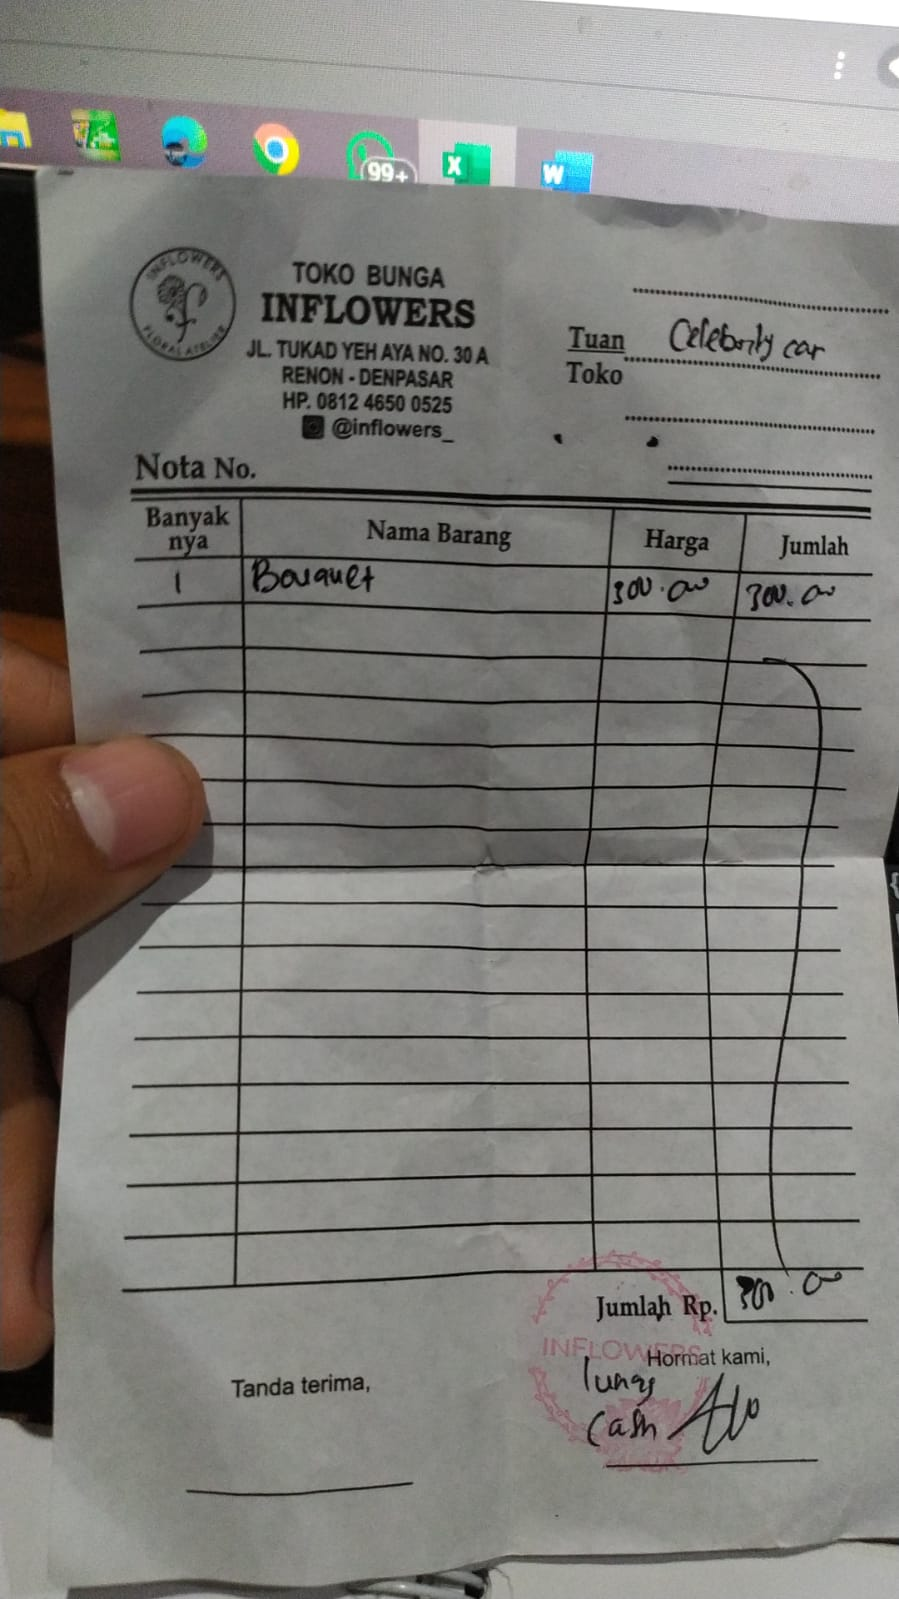 99+
X
W
INFLOWERS
FLORAL ATELIER
TOKO BUNGA
INFLOWERS
JL. TUKAD YEH AYA NO. 30 A
RENON - DENPASAR
HP. 0812 4650 0525
@inflowers_
Tuan Celebrity car
Toko
Nota No.
Banyak nya Nama Barang Harga Jumlah
1 Bouquet 300.000 300.000
Jumlah Rp. 300.000
INFLOWERS
Tanda terima,
Hormat kami,
lunas
Cash